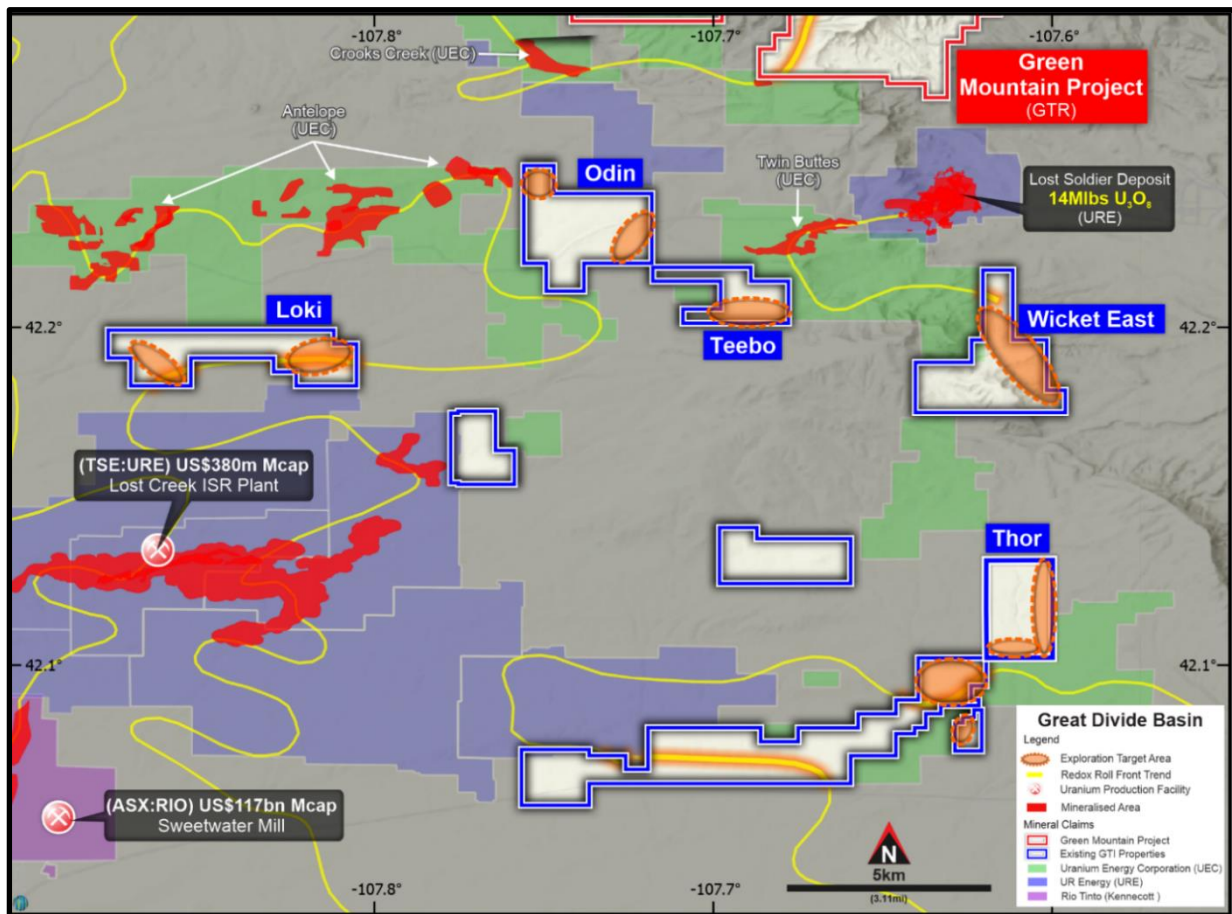 -107.8°
-107.7°
-107.6°
Crooks Creek (UEC)
Green
Mountain Project
(GTR)
Antelope
(UEC)
Odin
Twin Buttes
(UEC)
Lost Soldier Deposit
14Mlbs U₃O₈
(URE)
42.2°
42.2°
Loki
Teebo
Wicket East
(TSE:URE) US$380m Mcap
Lost Creek ISR Plant
Thor
42.1°
42.1°
(ASX:RIO) US$117bn Mcap
Sweetwater Mill
N
5km
(3.11mi)
-107.8°
-107.7°
Great Divide Basin
Legend
Exploration Target Area
Redox Roll Front Trend
Uranium Production Facility
Mineralised Area
Mineral Claims
Green Mountain Project
Existing GTI Properties
Uranium Energy Corporation (UEC)
UR Energy (URE)
Rio Tinto (Kennecott )